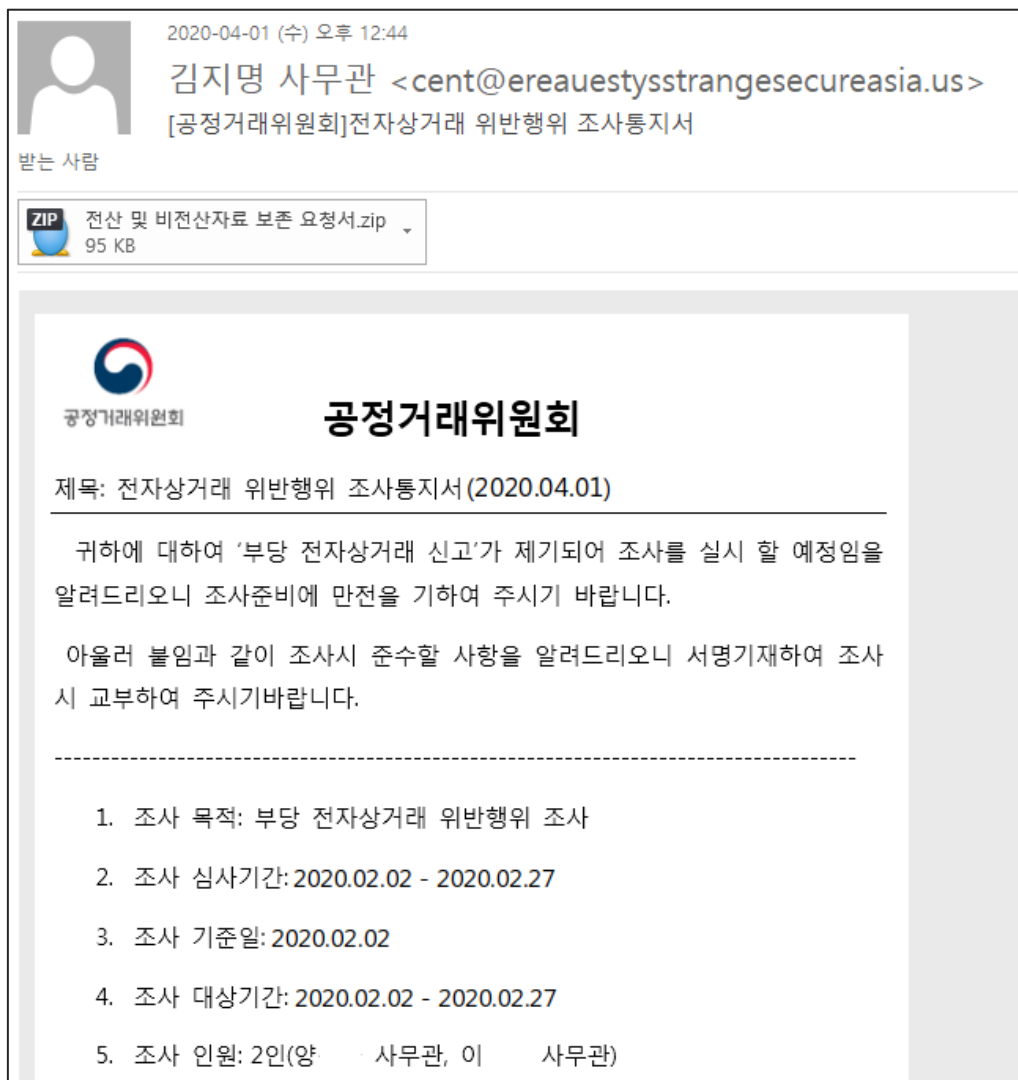 2020-04-01 (수) 오후 12:44
김지명 사무관 <cent@ereauestysstrangesecureasia.us>
[공정거래위원회]전자상거래 위반행위 조사통지서
받는 사람
ZIP
전산 및 비전산자료 보존 요청서.zip
95 KB
공정거래위원회
공정거래위원회
제목: 전자상거래 위반행위 조사통지서(2020.04.01)
귀하에 대하여 ‘부당 전자상거래 신고’가 제기되어 조사를 실시 할 예정임을
알려드리오니 조사준비에 만전을 기하여 주시기 바랍니다.
아울러 붙임과 같이 조사시 준수할 사항을 알려드리오니 서명기재하여 조사
시 교부하여 주시기바랍니다.
--------------------------------------------------------------------------------------
1. 조사 목적: 부당 전자상거래 위반행위 조사
2. 조사 심사기간: 2020.02.02 - 2020.02.27
3. 조사 기준일: 2020.02.02
4. 조사 대상기간: 2020.02.02 - 2020.02.27
5. 조사 인원: 2인(양 사무관, 이 사무관)